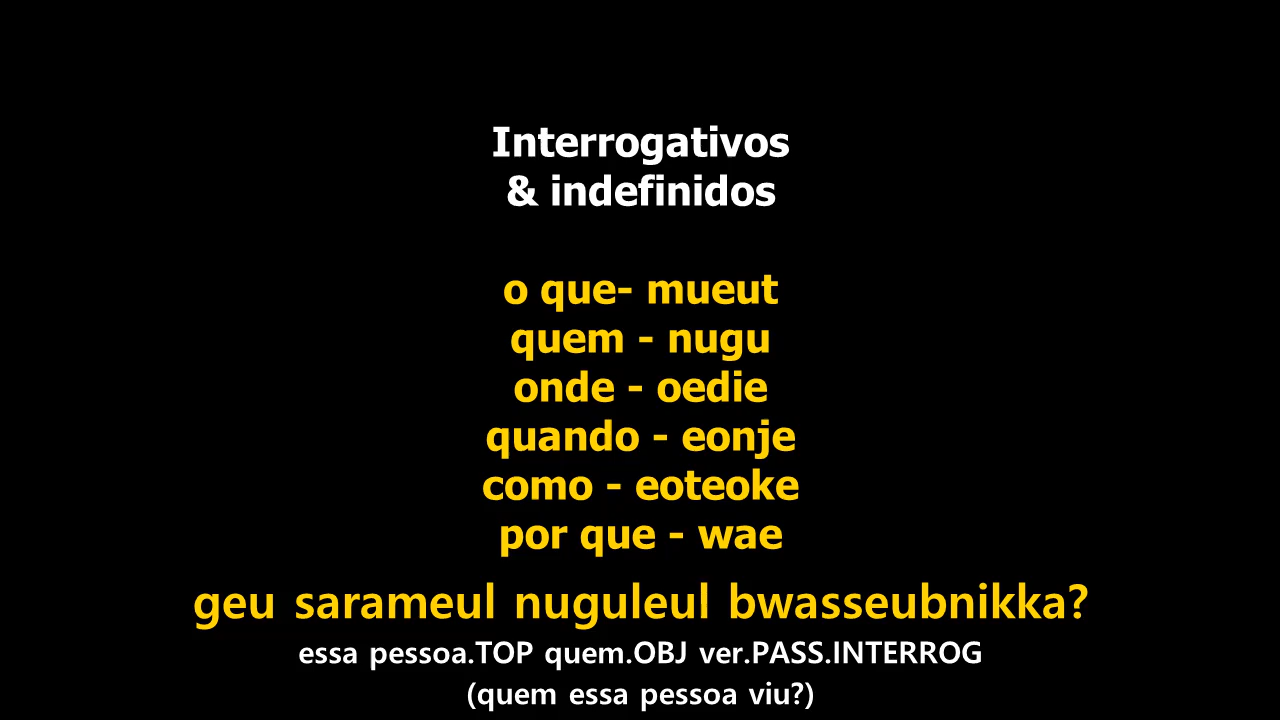 Interrogativos
& indefinidos
o que- mueut
quem - nugu
onde - oedie
quando - eonje
como - eoteoke
por que - wae
geu sarameul nuguleul bwasseubnikka?
essa pessoa.TOP quem.OBJ ver.PASS.INTERROG
(quem essa pessoa viu?)